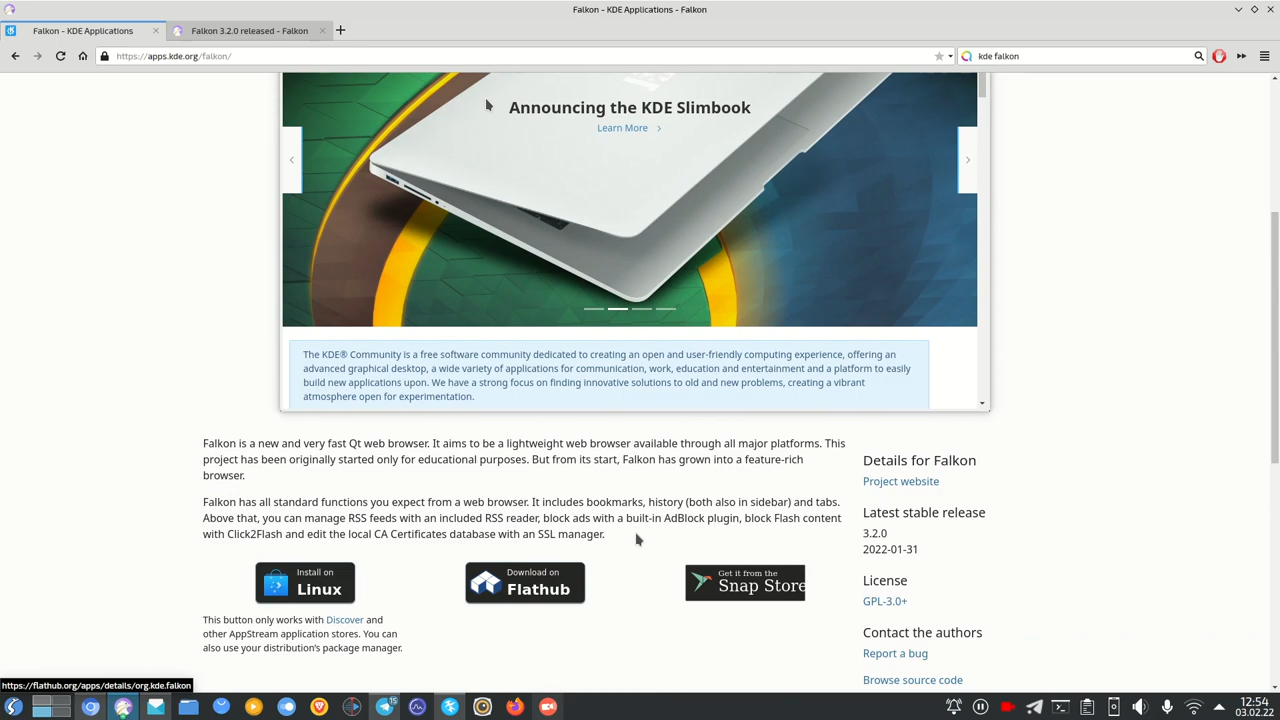 Falkon - KDE Applications - Falkon
Falkon - KDE Applications
Falkon 3.2.0 released - Falkon
https://apps.kde.org/falkon/
kde falkon
Announcing the KDE Slimbook
Learn More
The KDE® Community is a free software community dedicated to creating an open and user-friendly computing experience, offering an
advanced graphical desktop, a wide variety of applications for communication, work, education and entertainment and a platform to easily
build new applications upon. We have a strong focus on finding innovative solutions to old and new problems, creating a vibrant
atmosphere open for experimentation.
Falkon is a new and very fast Qt web browser. It aims to be a lightweight web browser available through all major platforms. This
project has been originally started only for educational purposes. But from its start, Falkon has grown into a feature-rich
browser.
Falkon has all standard functions you expect from a web browser. It includes bookmarks, history (both also in sidebar) and tabs.
Above that, you can manage RSS feeds with an included RSS reader, block ads with a built-in AdBlock plugin, block Flash content
with Click2Flash and edit the local CA Certificates database with an SSL manager.
Install on
Linux
Download on
Flathub
Get it from the
Snap Store
This button only works with Discover and
other AppStream application stores. You can
also use your distribution's package manager.
Details for Falkon
Project website
Latest stable release
3.2.0
2022-01-31
License
GPL-3.0+
Contact the authors
Report a bug
Browse source code
https://flathub.org/apps/details/org.kde.falkon
15
12:54
03.02.22